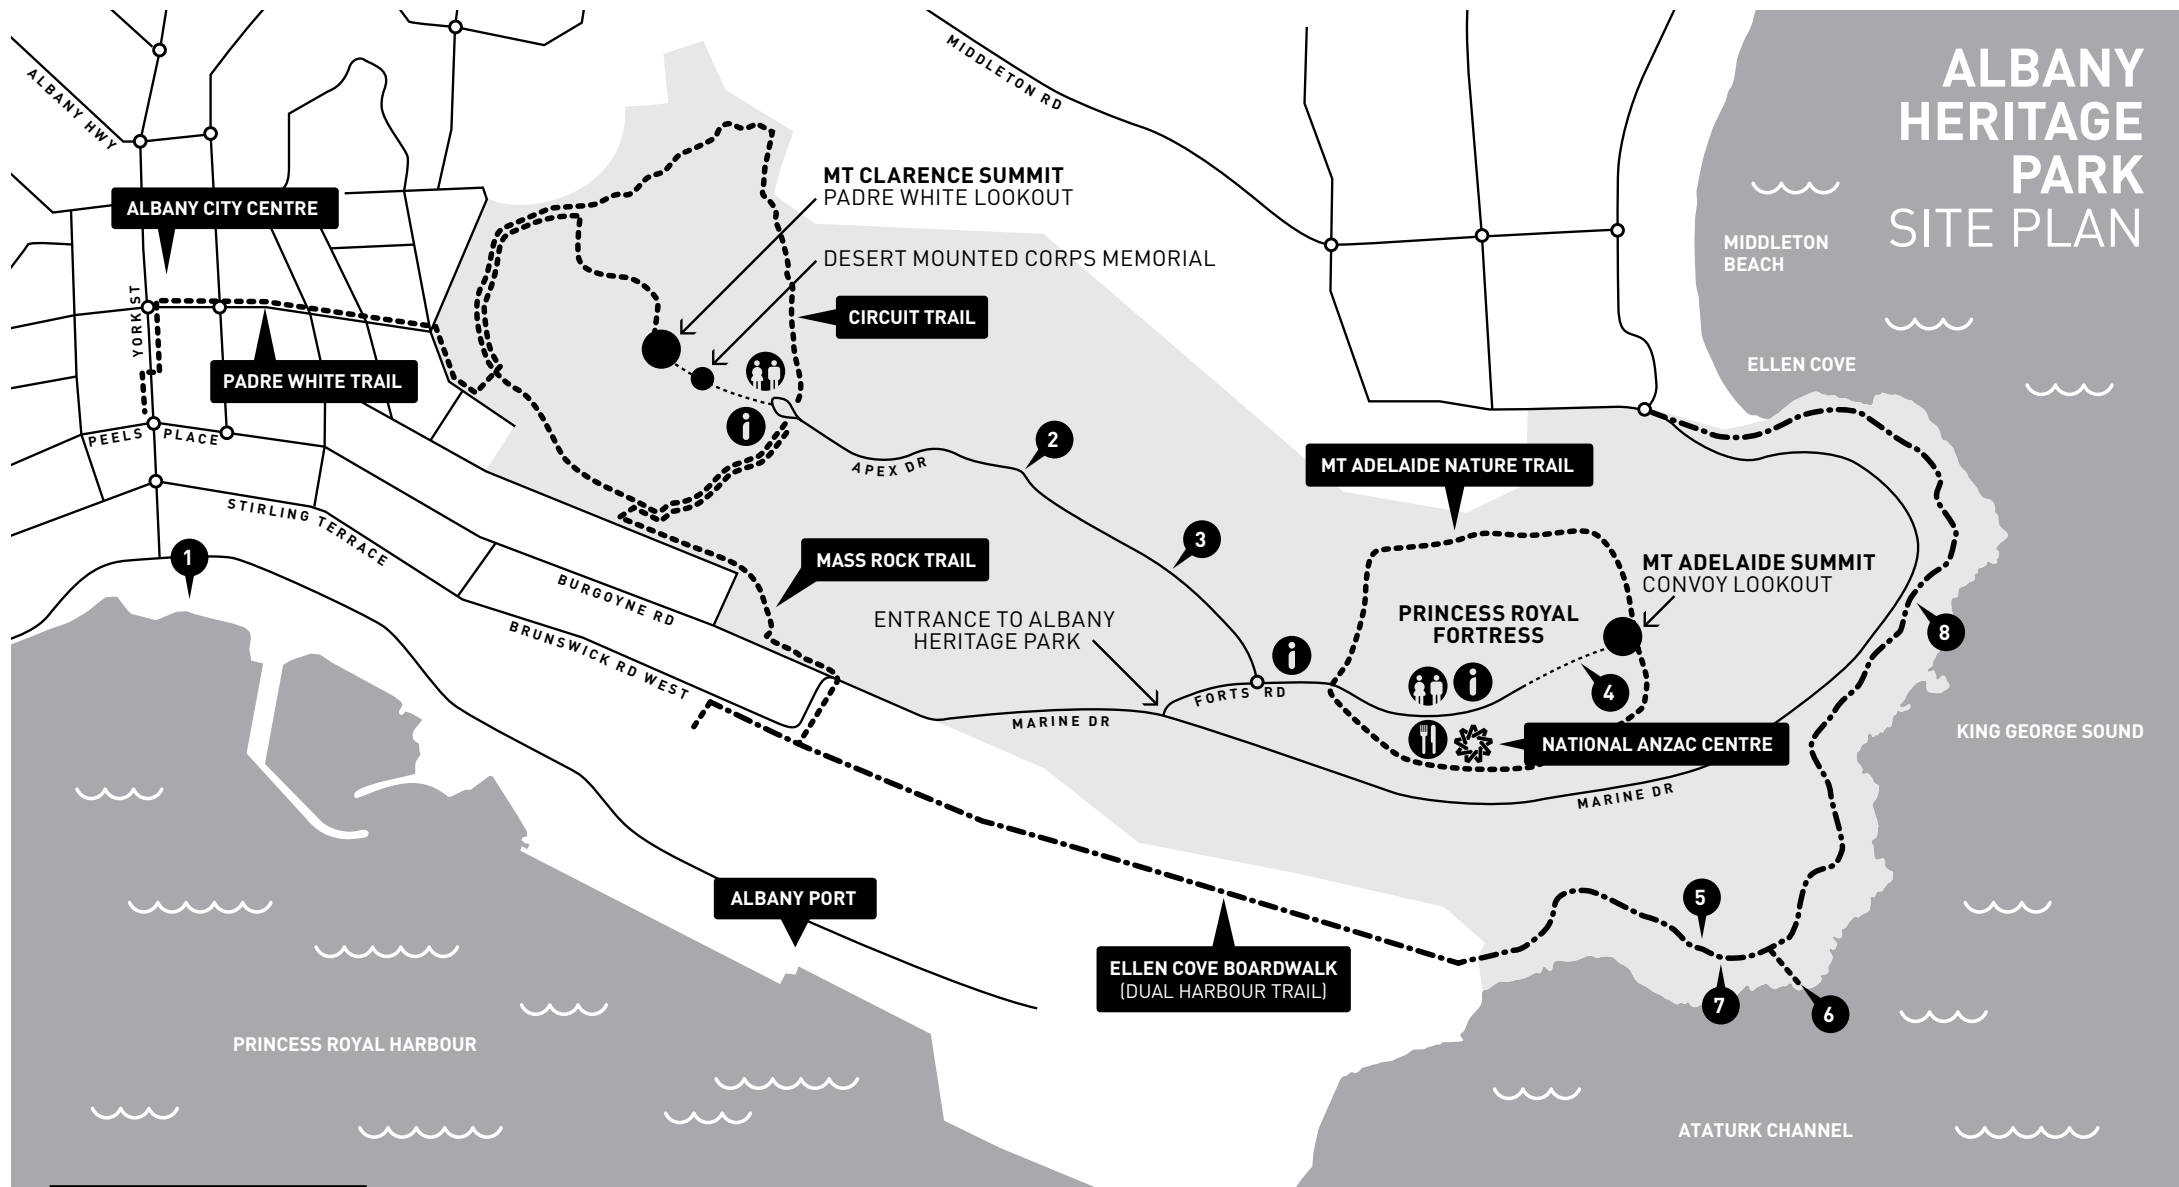 ALBANY
HERITAGE
PARK
SITE PLAN
MIDDLETON RD
ALBANY HWY
MT CLARENCE SUMMIT
PADRE WHITE LOOKOUT
ALBANY CITY CENTRE
MIDDLETON
BEACH
DESERT MOUNTED CORPS MEMORIAL
YORK ST
CIRCUIT TRAIL
ELLEN COVE
PADRE WHITE TRAIL
PEELS PLACE
i
2
APEX DR
MT ADELAIDE NATURE TRAIL
STIRLING TERRACE
1
3
MASS ROCK TRAIL
MT ADELAIDE SUMMIT
CONVOY LOOKOUT
BURGOYNE RD
ENTRANCE TO ALBANY
HERITAGE PARK
PRINCESS ROYAL
FORTRESS
8
BRUNSWICK RD WEST
i
i
4
FORTS RD
MARINE DR
KING GEORGE SOUND
NATIONAL ANZAC CENTRE
MARINE DR
ALBANY PORT
5
ELLEN COVE BOARDWALK
(DUAL HARBOUR TRAIL)
7
6
PRINCESS ROYAL HARBOUR
ATATURK CHANNEL